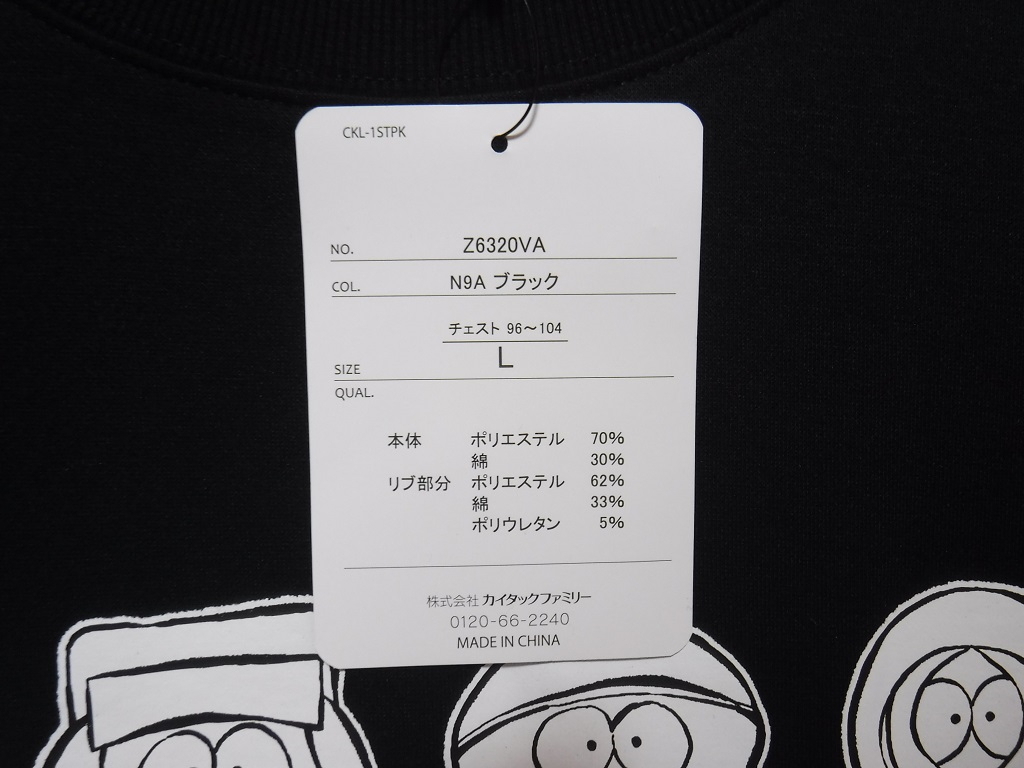 CKL-1STPK
NO. Z6320VA
COL. N9A ブラック
チェスト 96～104
SIZE L
QUAL.
本体 ポリエステル 70%
綿 30%
リブ部分 ポリエステル 62%
綿 33%
ポリウレタン 5%
株式会社 カイタックファミリー
0120-66-2240
MADE IN CHINA